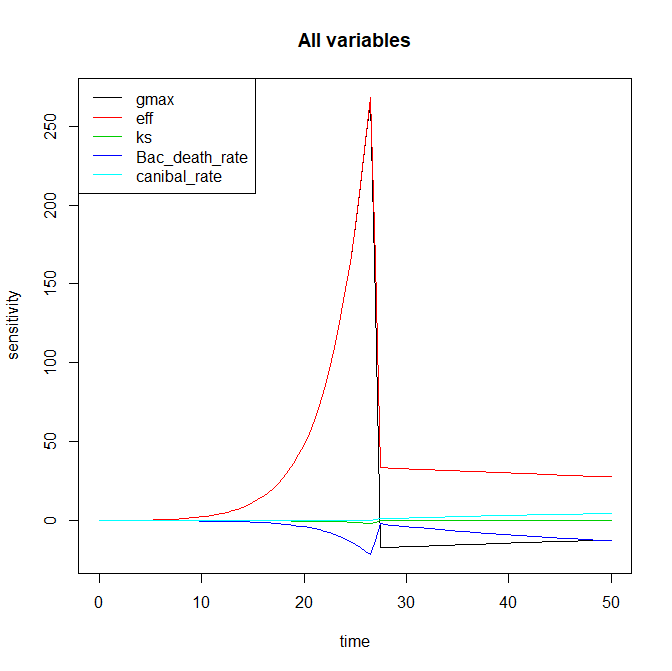 All variables
gmax
eff
ks
Bac_death_rate
canibal_rate
sensitivity
250
200
150
100
50
0
0 10 20 30 40 50
time